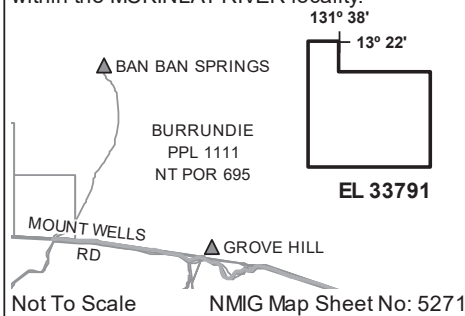 within the McKINLAY RIVER locality.
131º 38'
13º 22'
BAN BAN SPRINGS
BURRUNDIE
PPL 1111
NT POR 695
EL 33791
MOUNT WELLS
RD
GROVE HILL
Not To Scale
NMIG Map Sheet No: 5271